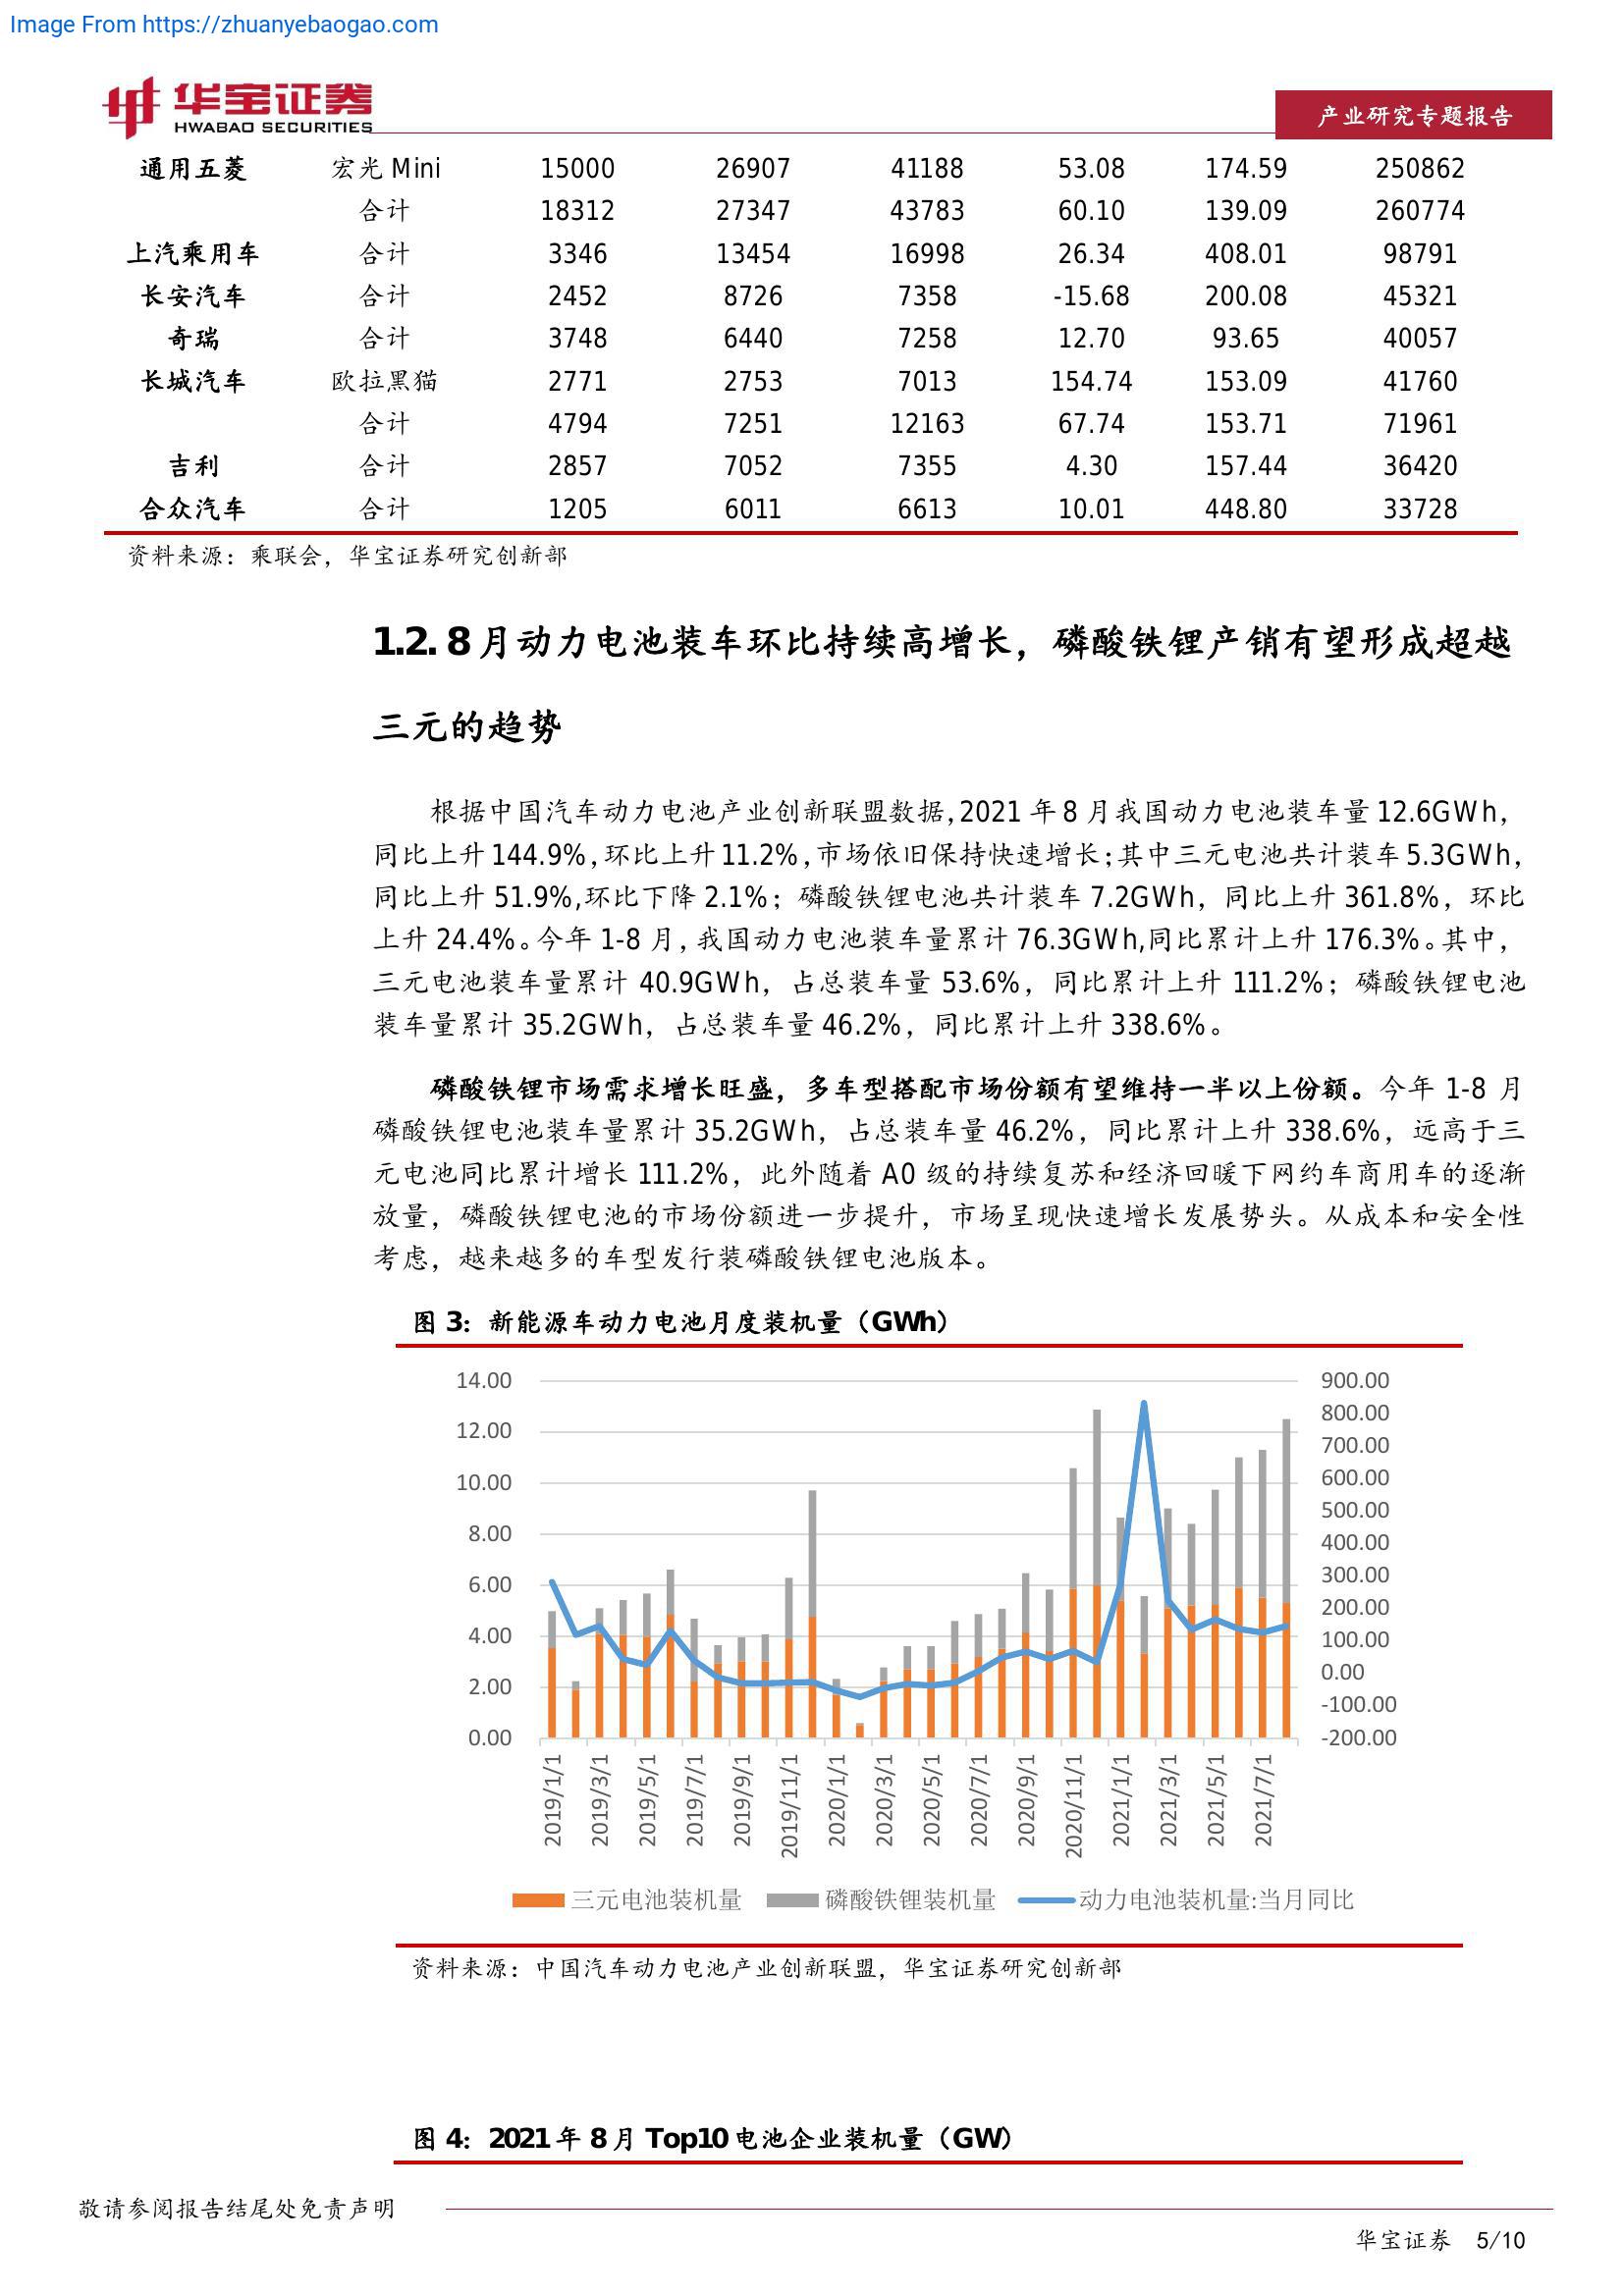 Image From https://zhuanyebaogao.com
华宝证券
HWABAO SECURITIES
产业研究专题报告
通用五菱 宏光 Mini 15000 26907 41188 53.08 174.59 250862
合计 18312 27347 43783 60.10 139.09 260774
上汽乘用车 合计 3346 13454 16998 26.34 408.01 98791
长安汽车 合计 2452 8726 7358 -15.68 200.08 45321
奇瑞 合计 3748 6440 7258 12.70 93.65 40057
长城汽车 欧拉黑猫 2771 2753 7013 154.74 153.09 41760
合计 4794 7251 12163 67.74 153.71 71961
吉利 合计 2857 7052 7355 4.30 157.44 36420
合众汽车 合计 1205 6011 6613 10.01 448.80 33728
资料来源：乘联会，华宝证券研究创新部
1.2. 8 月动力电池装车环比持续高增长，磷酸铁锂产销有望形成超越
三元的趋势
根据中国汽车动力电池产业创新联盟数据,2021 年 8 月我国动力电池装车量 12.6GWh，
同比上升 144.9%,环比上升 11.2%,市场依旧保持快速增长;其中三元电池共计装车 5.3GWh，
同比上升 51.9%,环比下降 2.1%；磷酸铁锂电池共计装车 7.2GWh，同比上升 361.8%，环比
上升 24.4%。今年 1-8 月，我国动力电池装车量累计 76.3GWh,同比累计上升 176.3%。其中，
三元电池装车量累计 40.9GWh，占总装车量 53.6%，同比累计上升 111.2%；磷酸铁锂电池
装车量累计 35.2GWh，占总装车量 46.2%，同比累计上升 338.6%。
磷酸铁锂市场需求增长旺盛，多车型搭配市场份额有望维持一半以上份额。今年 1-8 月
磷酸铁锂电池装车量累计 35.2GWh，占总装车量 46.2%，同比累计上升 338.6%，远高于三
元电池同比累计增长 111.2%，此外随着 A0 级的持续复苏和经济回暖下网约车商用车的逐渐
放量，磷酸铁锂电池的市场份额进一步提升，市场呈现快速增长发展势头。从成本和安全性
考虑，越来越多的车型发行装磷酸铁锂电池版本。
图 3：新能源车动力电池月度装机量（GWh）
14.00
12.00
10.00
8.00
6.00
4.00
2.00
0.00
900.00
800.00
700.00
600.00
500.00
400.00
300.00
200.00
100.00
0.00
-100.00
-200.00
2019/1/1
2019/3/1
2019/5/1
2019/7/1
2019/9/1
2019/11/1
2020/1/1
2020/3/1
2020/5/1
2020/7/1
2020/9/1
2020/11/1
2021/1/1
2021/3/1
2021/5/1
2021/7/1
三元电池装机量 磷酸铁锂装机量 动力电池装机量:当月同比
资料来源：中国汽车动力电池产业创新联盟，华宝证券研究创新部
图 4：2021 年 8 月 Top10 电池企业装机量（GW）
敬请参阅报告结尾处免责声明
华宝证券 5/10